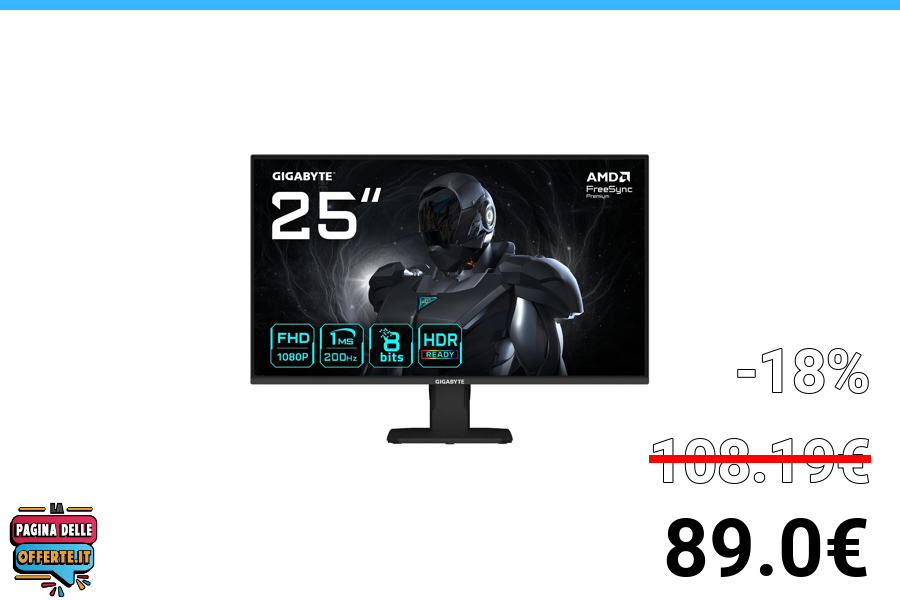 GIGABYTE
25"
AMD
FreeSync
Premium
FHD
1080P
1MS
200Hz
8
bits
HDR
READY
GIGABYTE
-18%
108.19€
89.0€
LA
PAGINA DELLE
OFFERTE.IT